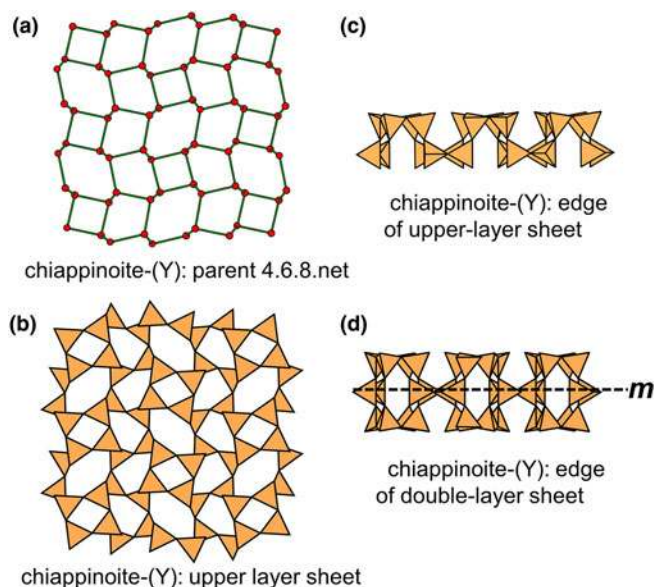 (a)
chiappinoite-(Y): parent 4.6.8.net
(b)
chiappinoite-(Y): upper layer sheet
(c)
chiappinoite-(Y): edge
of upper-layer sheet
(d)
m
chiappinoite-(Y): edge
of double-layer sheet